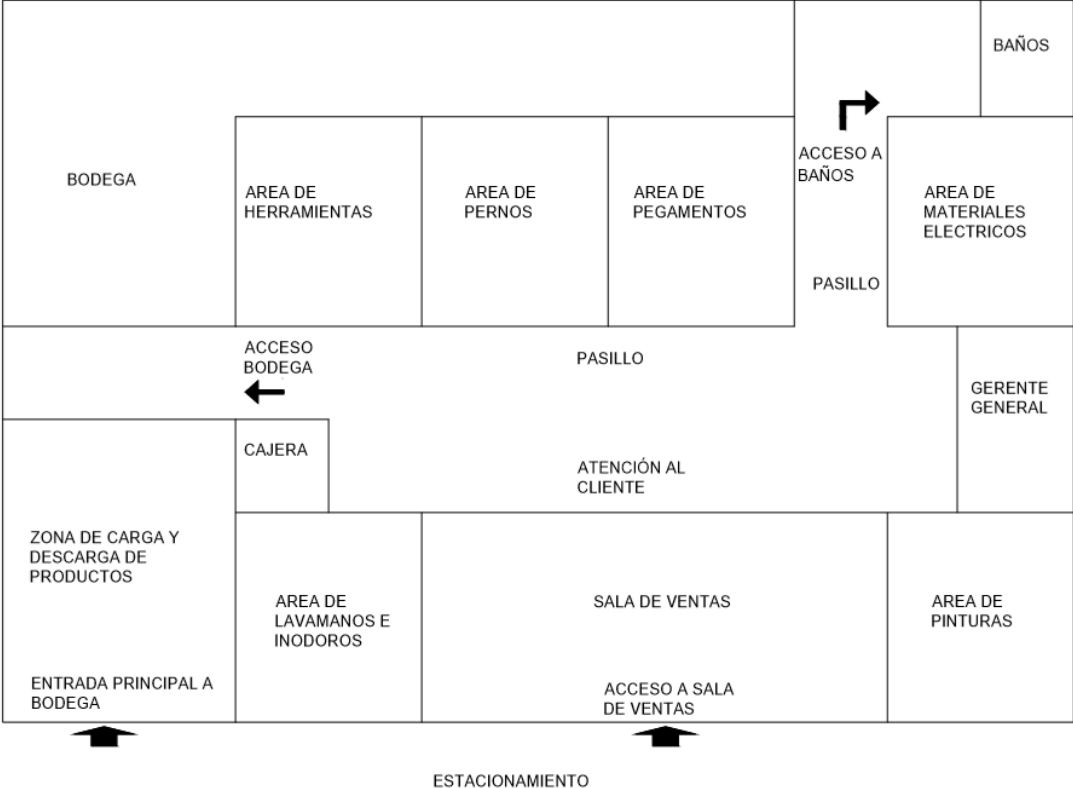 BAÑOS
ACCESO A
BAÑOS
BODEGA
AREA DE
HERRAMIENTAS
AREA DE
PERNOS
AREA DE
PEGAMENTOS
AREA DE
MATERIALES
ELECTRICOS
PASILLO
ACCESO
BODEGA
PASILLO
GERENTE
GENERAL
CAJERA
ATENCIÓN AL
CLIENTE
ZONA DE CARGA Y
DESCARGA DE
PRODUCTOS
AREA DE
LAVAMANOS E
INODOROS
SALA DE VENTAS
AREA DE
PINTURAS
ENTRADA PRINCIPAL A
BODEGA
ACCESO A SALA
DE VENTAS
ESTACIONAMIENTO